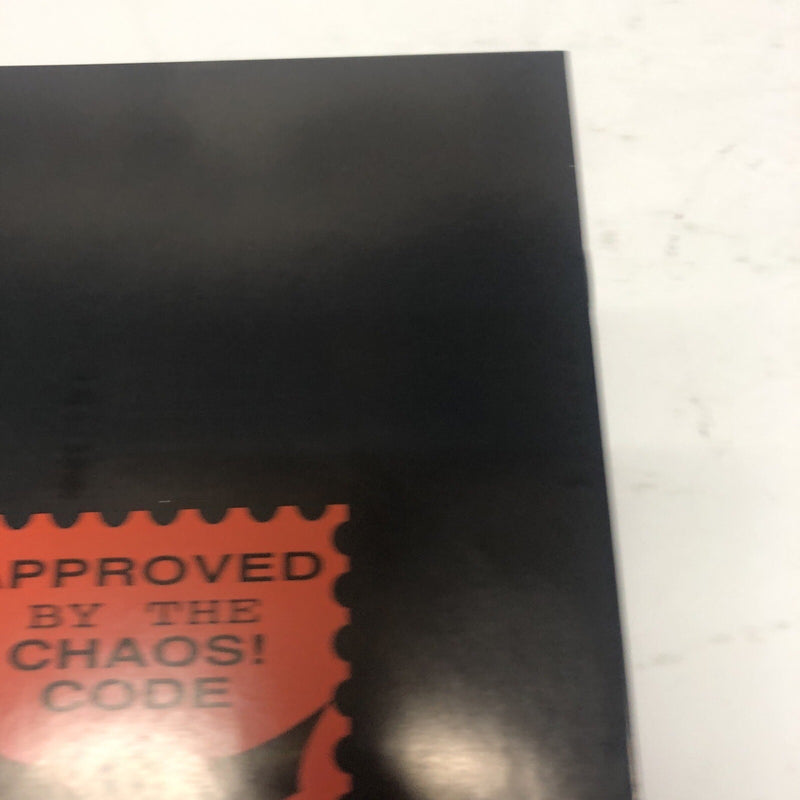 APPROVED
BY THE
CHAOS!
CODE